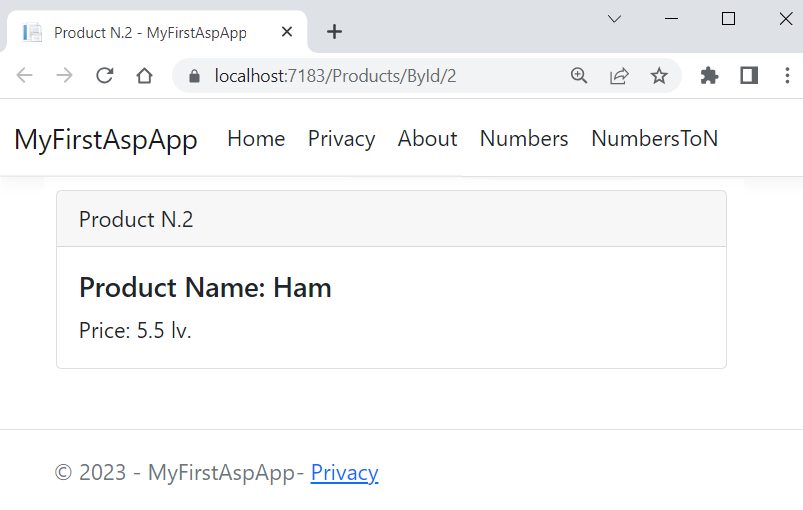 Product N.2 - MyFirstAspApp
localhost:7183/Products/ById/2
MyFirstAspApp Home Privacy About Numbers NumbersToN
Product N.2
Product Name: Ham
Price: 5.5 lv.
© 2023 - MyFirstAspApp- Privacy